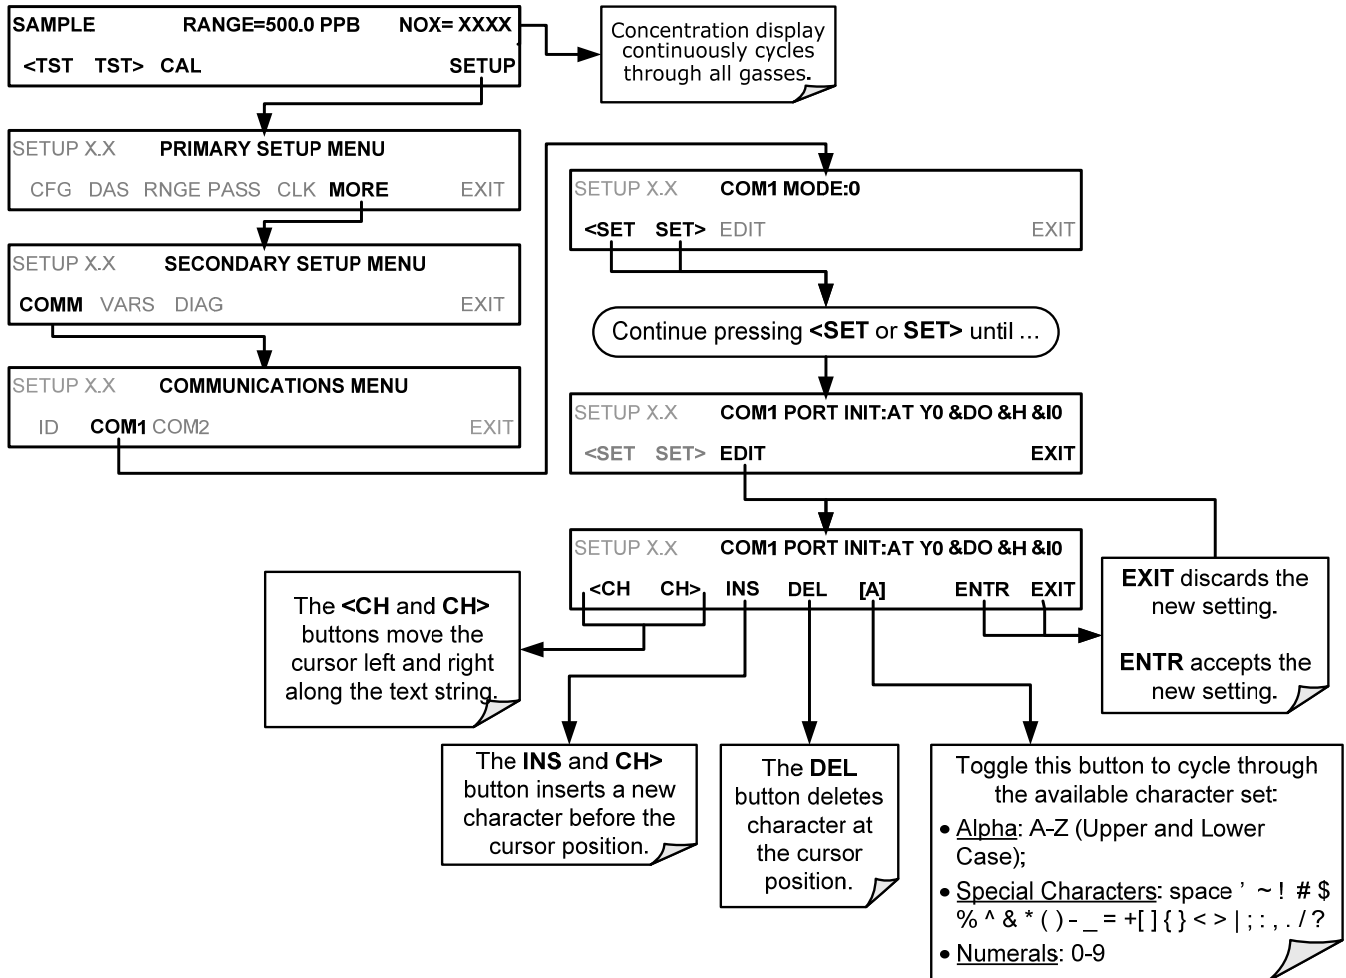 SAMPLE RANGE=500.0 PPB NOX= XXXX
<TST TST> CAL SETUP
Concentration display
continuously cycles
through all gasses.
SETUP X.X PRIMARY SETUP MENU
CFG DAS RNGE PASS CLK MORE EXIT
SETUP X.X SECONDARY SETUP MENU
COMM VARS DIAG EXIT
SETUP X.X COMMUNICATIONS MENU
ID COM1 COM2 EXIT
SETUP X.X COM1 MODE:0
<SET SET> EDIT EXIT
Continue pressing <SET or SET> until ...
SETUP X.X COM1 PORT INIT:AT Y0 &DO &H &I0
<SET SET> EDIT EXIT
SETUP X.X COM1 PORT INIT:AT Y0 &DO &H &I0
<CH CH> INS DEL [A] ENTR EXIT
EXIT discards the
new setting.
ENTR accepts the
new setting.
The <CH and CH>
buttons move the
cursor left and right
along the text string.
The INS and CH>
button inserts a new
character before the
cursor position.
The DEL
button deletes
character at
the cursor
position.
Toggle this button to cycle through
the available character set:
• Alpha: A-Z (Upper and Lower
Case);
• Special Characters: space ' ~ ! # $
% ^ & * ( ) - _ = +[ ] { } < > | ; : , . / ?
• Numerals: 0-9